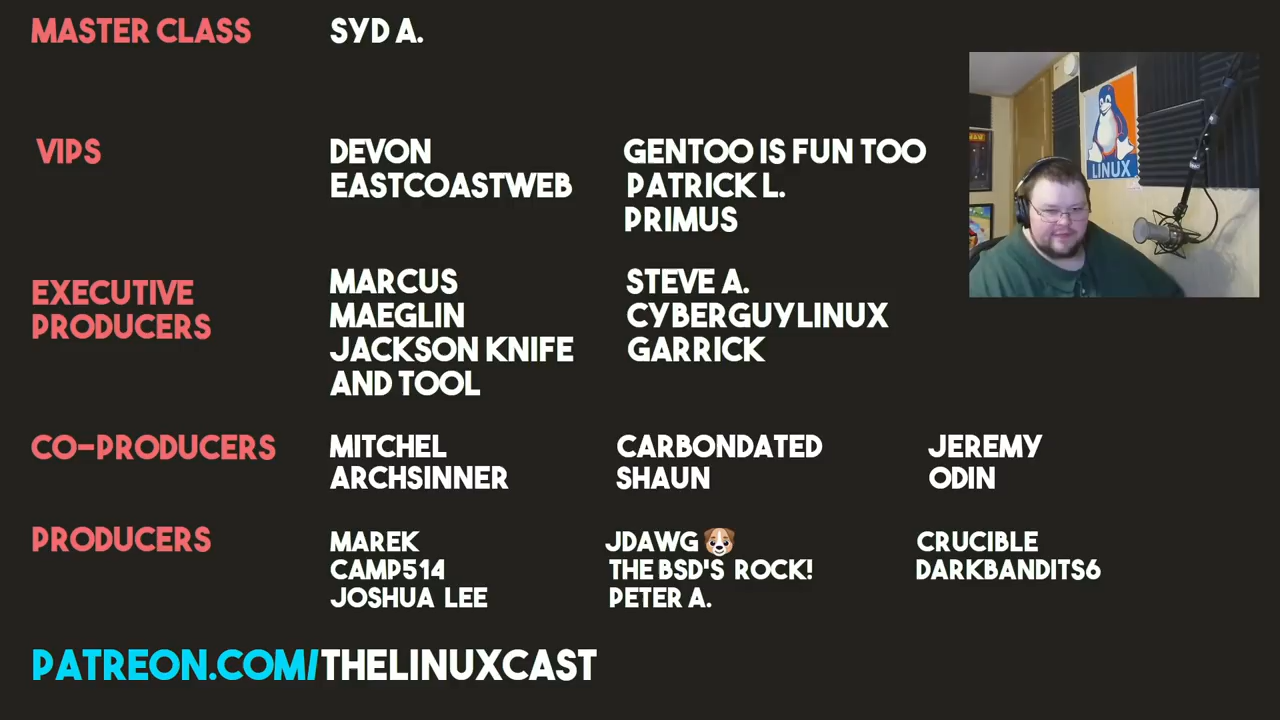 MASTER CLASS SYD A.
VIPS DEVON GENTOO IS FUN TOO
EASTCOASTWEB PATRICK L.
PRIMUS
LINUX
EXECUTIVE PRODUCERS MARCUS STEVE A.
MAEGLIN CYBERGUYLINUX
JACKSON KNIFE GARRICK
AND TOOL
CO-PRODUCERS MITCHEL CARBONDATED JEREMY
ARCHSINNER SHAUN ODIN
PRODUCERS MAREK JDAWG🐶 CRUCIBLE
CAMP514 THE BSD'S ROCK! DARKBANDITS6
JOSHUA LEE PETER A.
PATREON.COM/THELINUXCAST